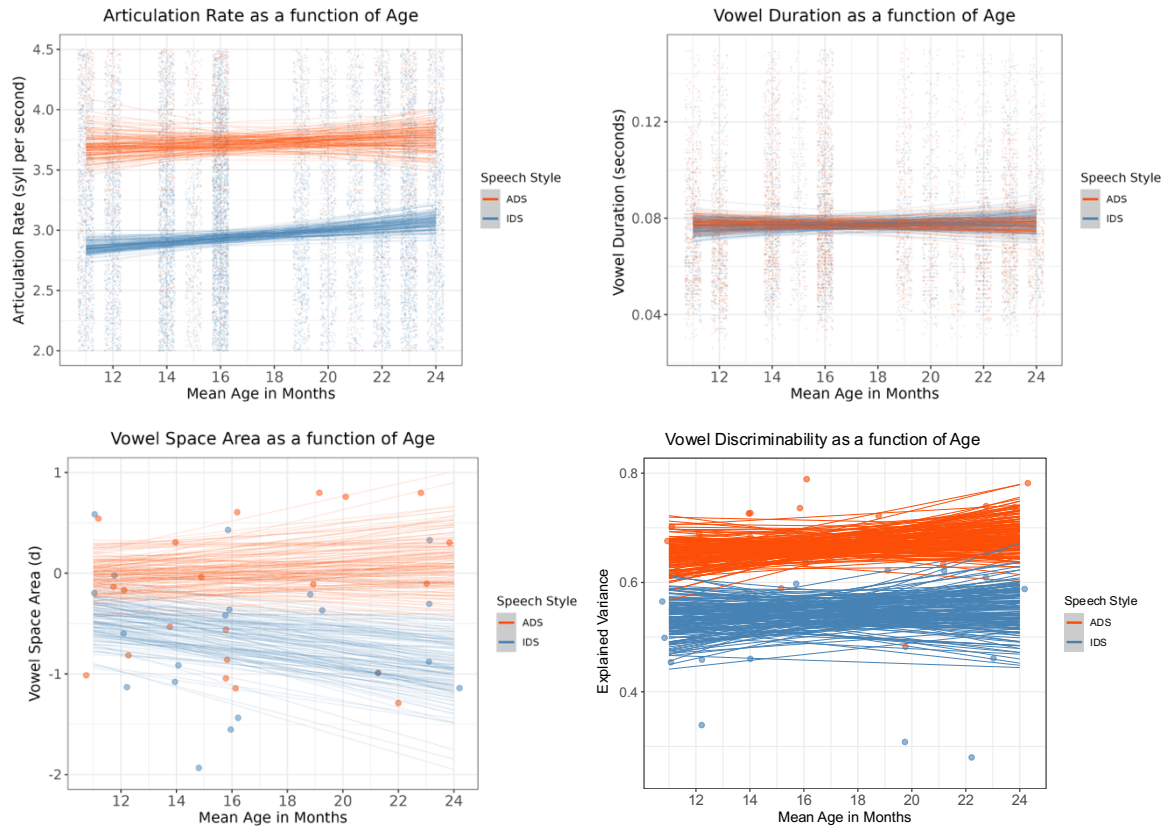 Articulation Rate as a function of Age
Articulation Rate (syll per second)
4.5
4.0
3.5
3.0
2.5
2.0
12 14 16 18 20 22 24
Mean Age in Months
Speech Style
ADS
IDS
Vowel Duration as a function of Age
Vowel Duration (seconds)
0.12
0.08
0.04
12 14 16 18 20 22 24
Mean Age in Months
Speech Style
ADS
IDS
Vowel Space Area as a function of Age
Vowel Space Area (d)
1
0
-1
-2
12 14 16 18 20 22 24
Mean Age in Months
Speech Style
ADS
IDS
Vowel Discriminability as a function of Age
Explained Variance
0.8
0.6
0.4
12 14 16 18 20 22 24
Mean Age in Months
Speech Style
ADS
IDS